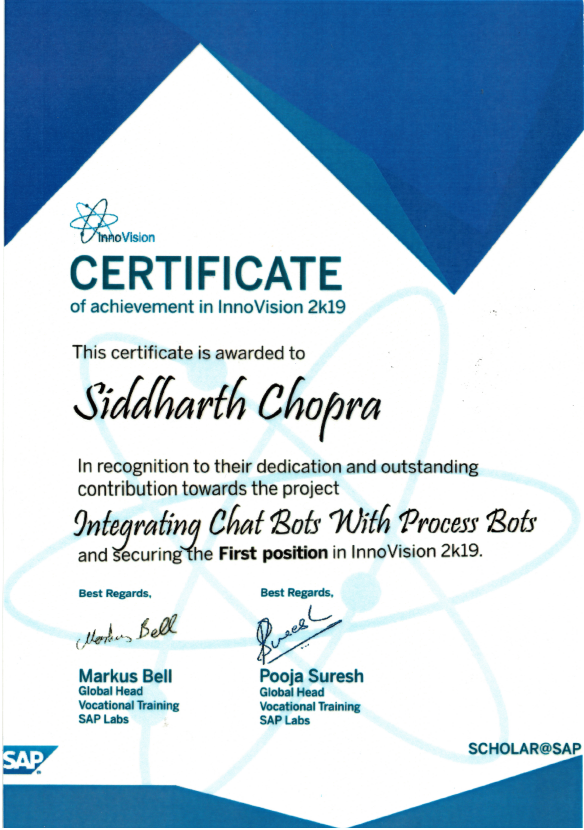 InnoVision
CERTIFICATE
of achievement in InnoVision 2k19
This certificate is awarded to
Siddharth Chopra
In recognition to their dedication and outstanding
contribution towards the project
Integrating Chat Bots With Process Bots
and securing the First position in InnoVision 2k19.
Best Regards,
Best Regards,
Markus Bell
Suresh
Markus Bell
Global Head
Vocational Training
SAP Labs
Pooja Suresh
Global Head
Vocational Training
SAP Labs
SCHOLAR@SAP
SAP